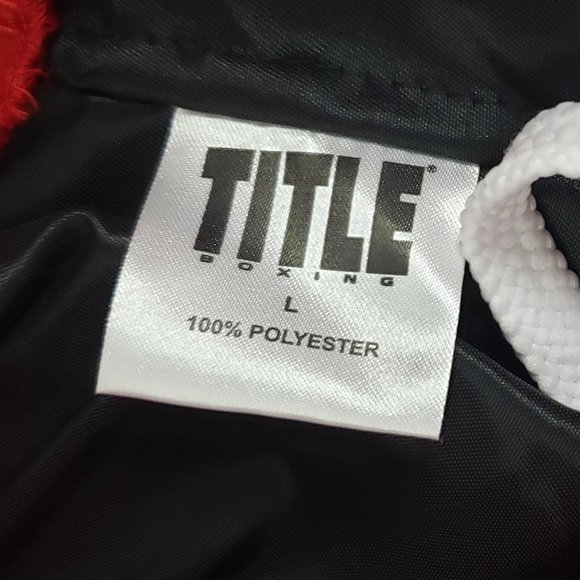 TITLE®
BOXING
L
100% POLYESTER